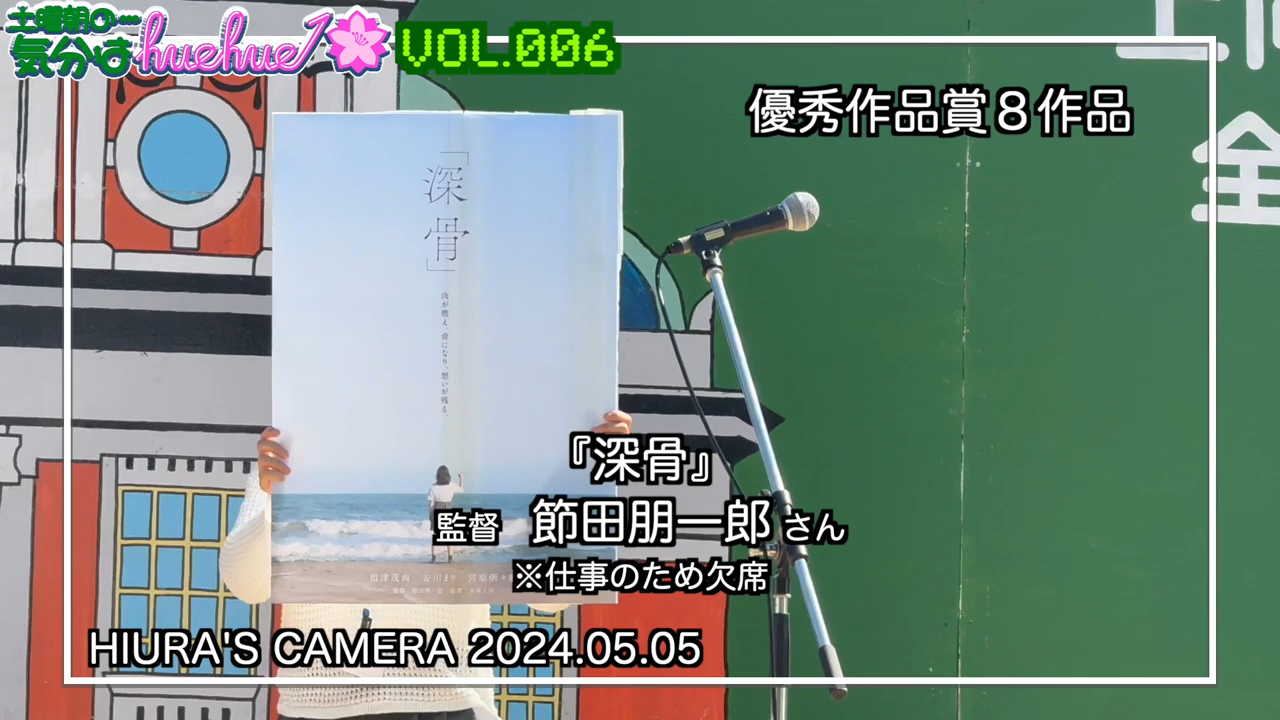 土曜朝の…
気分はhuehue↗
VOL.006
優秀作品賞８作品
「深骨」
肉が燃え、骨になり、想いが残る。
『深骨』
監督 節田朋一郎さん
※仕事のため欠席
HIURA'S CAMERA 2024.05.05
全